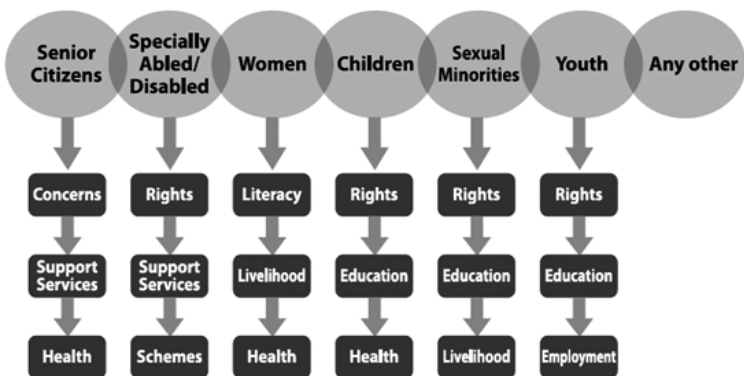 Senior
Citizens
Specially
Abled/
Disabled
Women
Children
Sexual
Minorities
Youth
Any other
Concerns
Rights
Literacy
Rights
Rights
Rights
Support
Services
Support
Services
Livelihood
Education
Education
Education
Health
Schemes
Health
Health
Livelihood
Employment